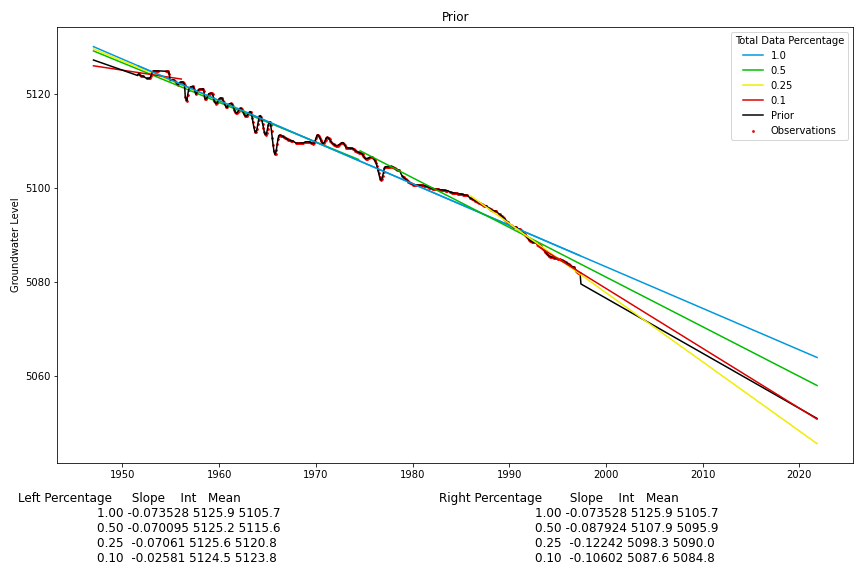 Prior
Total Data Percentage
1.0
0.5
0.25
0.1
Prior
Observations
Groundwater Level
5120
5100
5080
5060
1950 1960 1970 1980 1990 2000 2010 2020
Left Percentage Slope Int Mean
1.00 -0.073528 5125.9 5105.7
0.50 -0.070095 5125.2 5115.6
0.25 -0.07061 5125.6 5120.8
0.10 -0.02581 5124.5 5123.8
Right Percentage Slope Int Mean
1.00 -0.073528 5125.9 5105.7
0.50 -0.087924 5107.9 5095.9
0.25 -0.12242 5098.3 5090.0
0.10 -0.10602 5087.6 5084.8